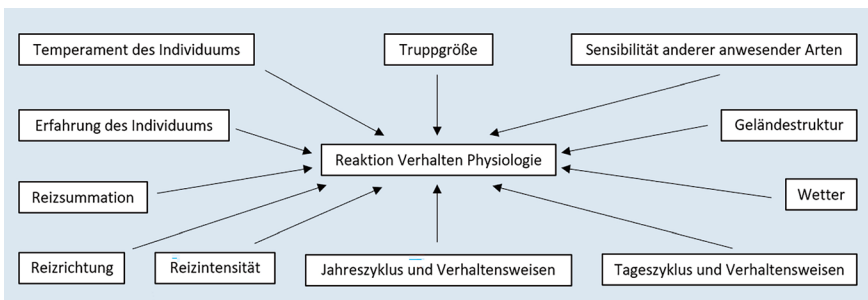 Temperament des Individuums
Truppgröße
Sensibilität anderer anwesender Arten
Erfahrung des Individuums
Geländestruktur
Reaktion Verhalten Physiologie
Reizsummation
Wetter
Reizrichtung
Reizintensität
Jahreszyklus und Verhaltensweisen
Tageszyklus und Verhaltensweisen